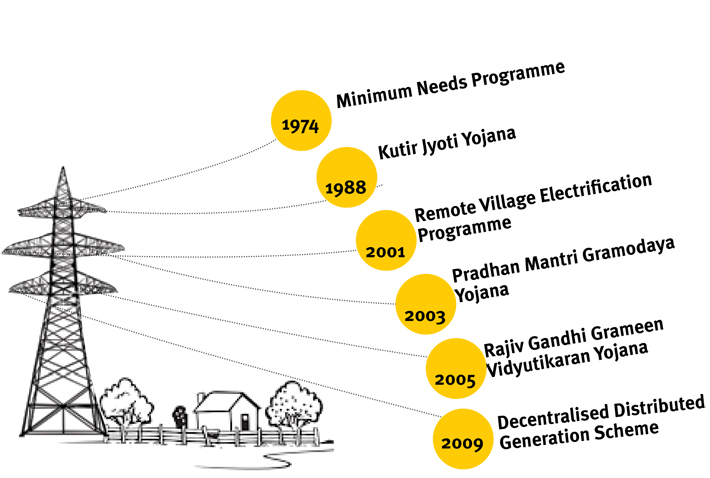 1974
Minimum Needs Programme
1988
Kutir Jyoti Yojana
2001
Remote Village Electrification
Programme
2003
Pradhan Mantri Gramodaya
Yojana
2005
Rajiv Gandhi Grameen
Vidyutikaran Yojana
2009
Decentralised Distributed
Generation Scheme